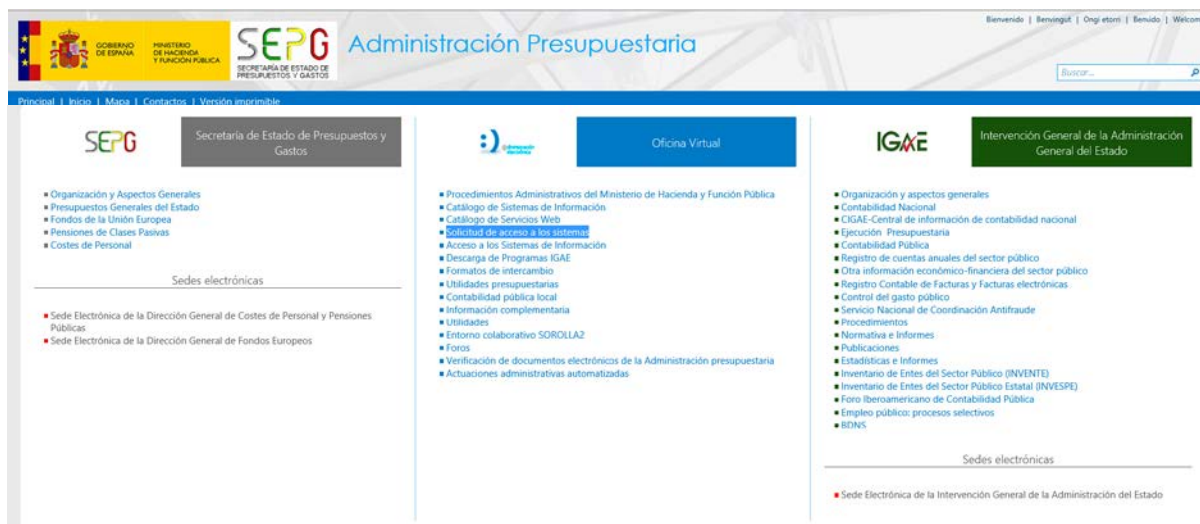 Bienvenido | Benvingut | Ongi etorri | Benvido | Welcom
GOBIERNO DE ESPAÑA
MINISTERIO DE HACIENDA Y FUNCIÓN PÚBLICA
SEPG
SECRETARÍA DE ESTADO DE
PRESUPUESTOS Y GASTOS
Administración Presupuestaria
Buscar...
Principal | Inicio | Mapa | Contactos | Versión imprimible
SEPG
Secretaría de Estado de Presupuestos y
Gastos
Organización y Aspectos Generales
Presupuestos Generales del Estado
Fondos de la Unión Europea
Pensiones de Clases Pasivas
Costes de Personal
Sedes electrónicas
Sede Electrónica de la Dirección General de Costes de Personal y Pensiones
Públicas
Sede Electrónica de la Dirección General de Fondos Europeos
Oficina Virtual
Procedimientos Administrativos del Ministerio de Hacienda y Función Pública
Catálogo de Sistemas de Información
Catálogo de Servicios Web
Solicitud de acceso a los sistemas
Acceso a los Sistemas de Información
Descarga de Programas IGAE
Formatos de intercambio
Utilidades presupuestarias
Contabilidad pública local
Información complementaria
Utilidades
Entorno colaborativo SOROLLA2
Foros
Verificación de documentos electrónicos de la Administración presupuestaria
Actuaciones administrativas automatizadas
IGAE
Intervención General de la Administración
General del Estado
Organización y aspectos generales
Contabilidad Nacional
CIGAE-Central de información de contabilidad nacional
Ejecución Presupuestaria
Contabilidad Pública
Registro de cuentas anuales del sector público
Otra información económico-financiera del sector público
Registro Contable de Facturas y Facturas electrónicas
Control del gasto público
Servicio Nacional de Coordinación Antifraude
Procedimientos
Normativa e Informes
Publicaciones
Estadísticas e Informes
Inventario de Entes del Sector Público (INVENTE)
Inventario de Entes del Sector Público Estatal (INVESPE)
Foro Iberoamericano de Contabilidad Pública
Empleo público: procesos selectivos
BDNS
Sedes electrónicas
Sede Electrónica de la Intervención General de la Administración del Estado